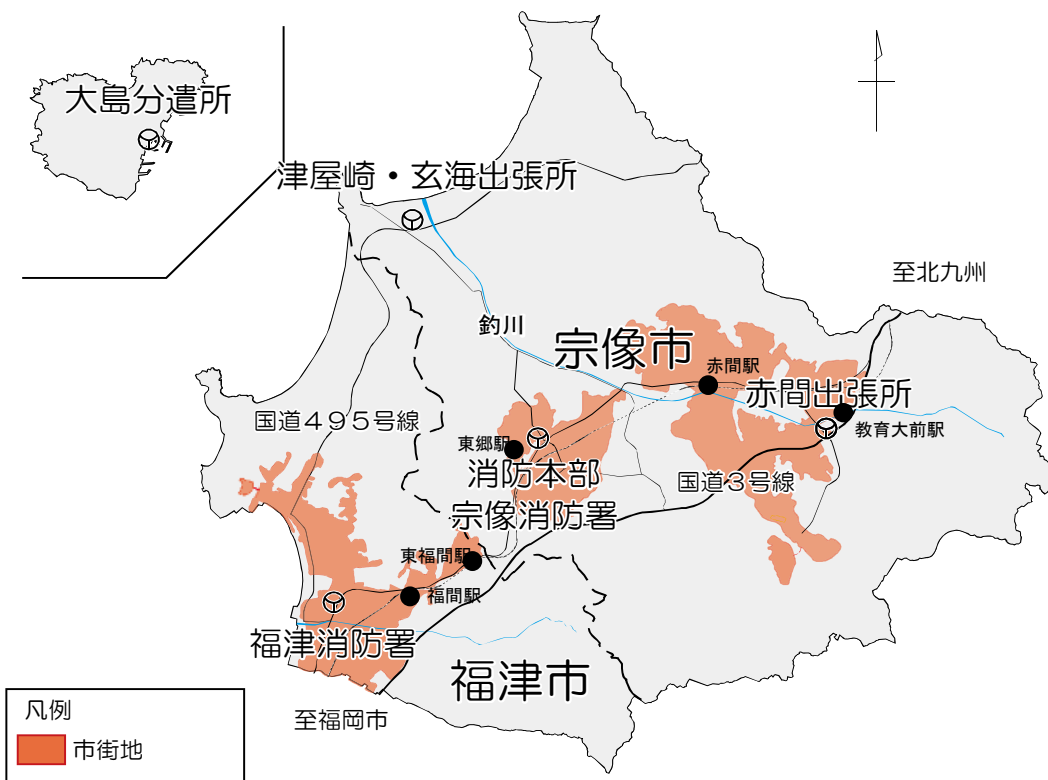 大島分遣所
津屋崎・玄海出張所
至北九州
釣川
宗像市
赤間駅
赤間出張所
国道495号線
教育大前駅
東郷駅
消防本部
国道3号線
宗像消防署
東福間駅
福間駅
福津消防署
福津市
至福岡市
凡例
市街地